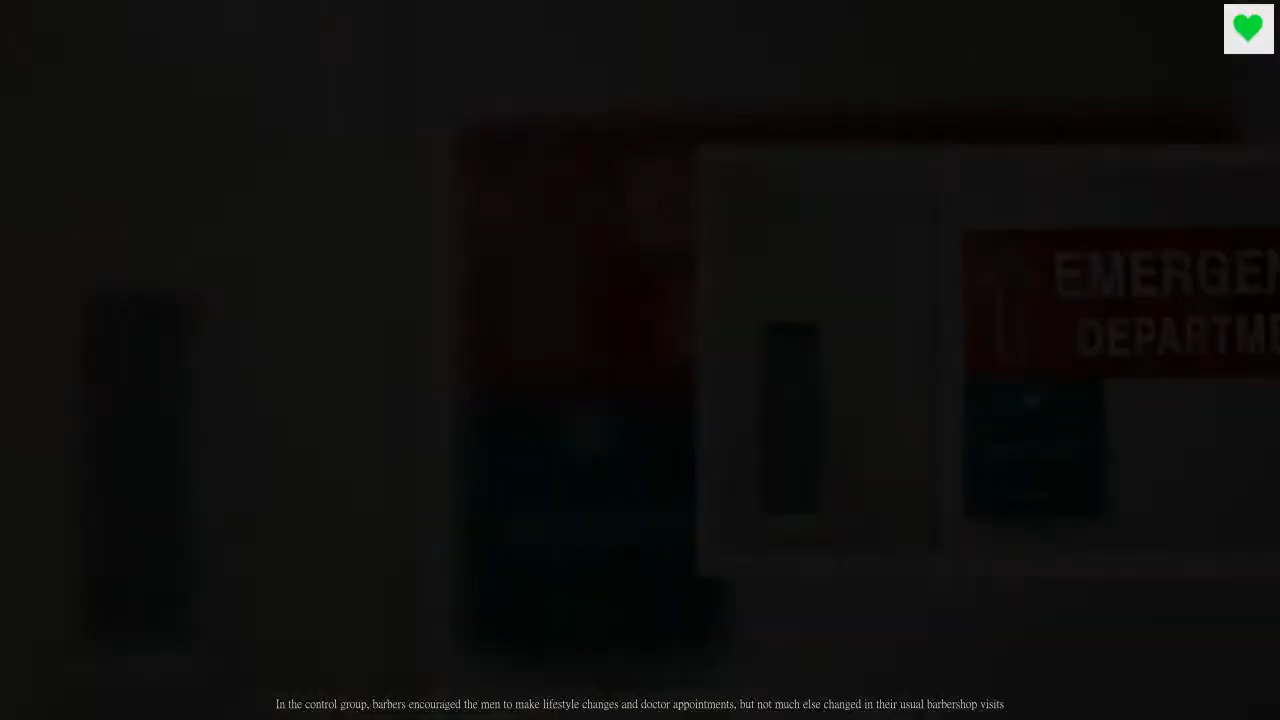 EMERGEN
DEPARTME
In the control group, barbers encouraged the men to make lifestyle changes and doctor appointments, but not much else changed in their usual barbershop visits